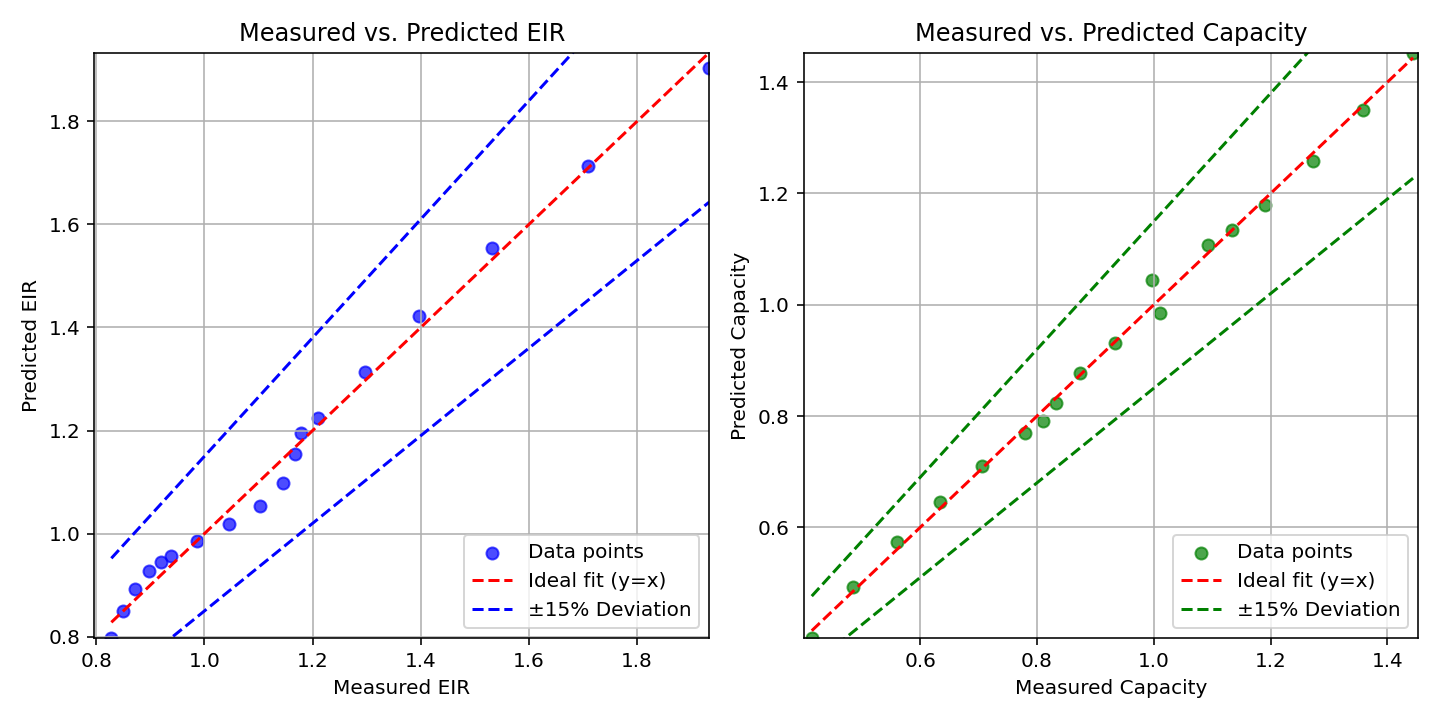 Measured vs. Predicted EIR
Predicted EIR
1.8
1.6
1.4
1.2
1.0
0.8
0.8 1.0 1.2 1.4 1.6 1.8
Measured EIR
Data points
Ideal fit (y=x)
±15% Deviation
Measured vs. Predicted Capacity
Predicted Capacity
1.4
1.2
1.0
0.8
0.6
0.6 0.8 1.0 1.2 1.4
Measured Capacity
Data points
Ideal fit (y=x)
±15% Deviation